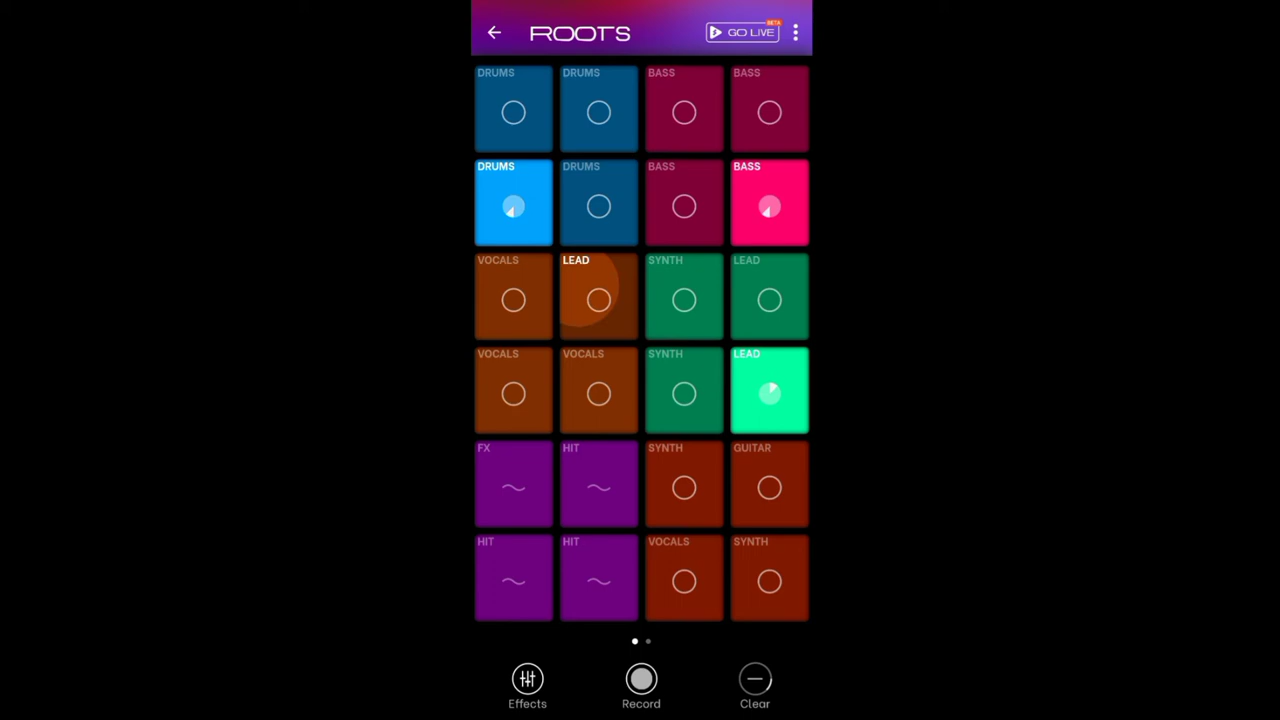 ROOTS
GO LIVE
BETA
DRUMS DRUMS BASS BASS
DRUMS DRUMS BASS BASS
VOCALS LEAD SYNTH LEAD
VOCALS VOCALS SYNTH LEAD
FX HIT SYNTH GUITAR
HIT HIT VOCALS SYNTH
Effects Record Clear